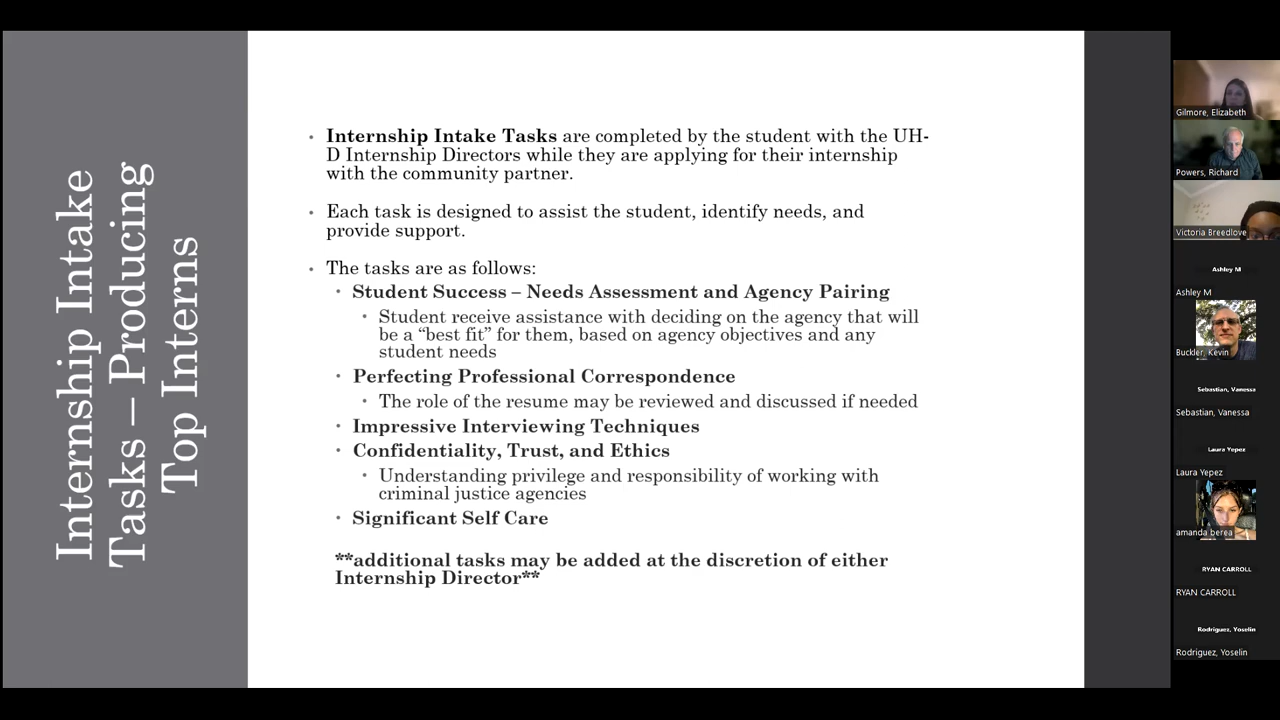 Internship Intake
Tasks – Producing
Top Interns
• Internship Intake Tasks are completed by the student with the UH-
D Internship Directors while they are applying for their internship
with the community partner.
• Each task is designed to assist the student, identify needs, and
provide support.
• The tasks are as follows:
• Student Success – Needs Assessment and Agency Pairing
• Student receive assistance with deciding on the agency that will
be a “best fit” for them, based on agency objectives and any
student needs
• Perfecting Professional Correspondence
• The role of the resume may be reviewed and discussed if needed
• Impressive Interviewing Techniques
• Confidentiality, Trust, and Ethics
• Understanding privilege and responsibility of working with
criminal justice agencies
• Significant Self Care
**additional tasks may be added at the discretion of either
Internship Director**
Gilmore, Elizabeth
Powers, Richard
Victoria Breedlove
Ashley M
Ashley M
Buckler, Kevin
Sebastian, Vanessa
Sebastian, Vanessa
Laura Yepez
Laura Yepez
amanda berea
RYAN CARROLL
RYAN CARROLL
Rodriguez, Yoselin
Rodriguez, Yoselin